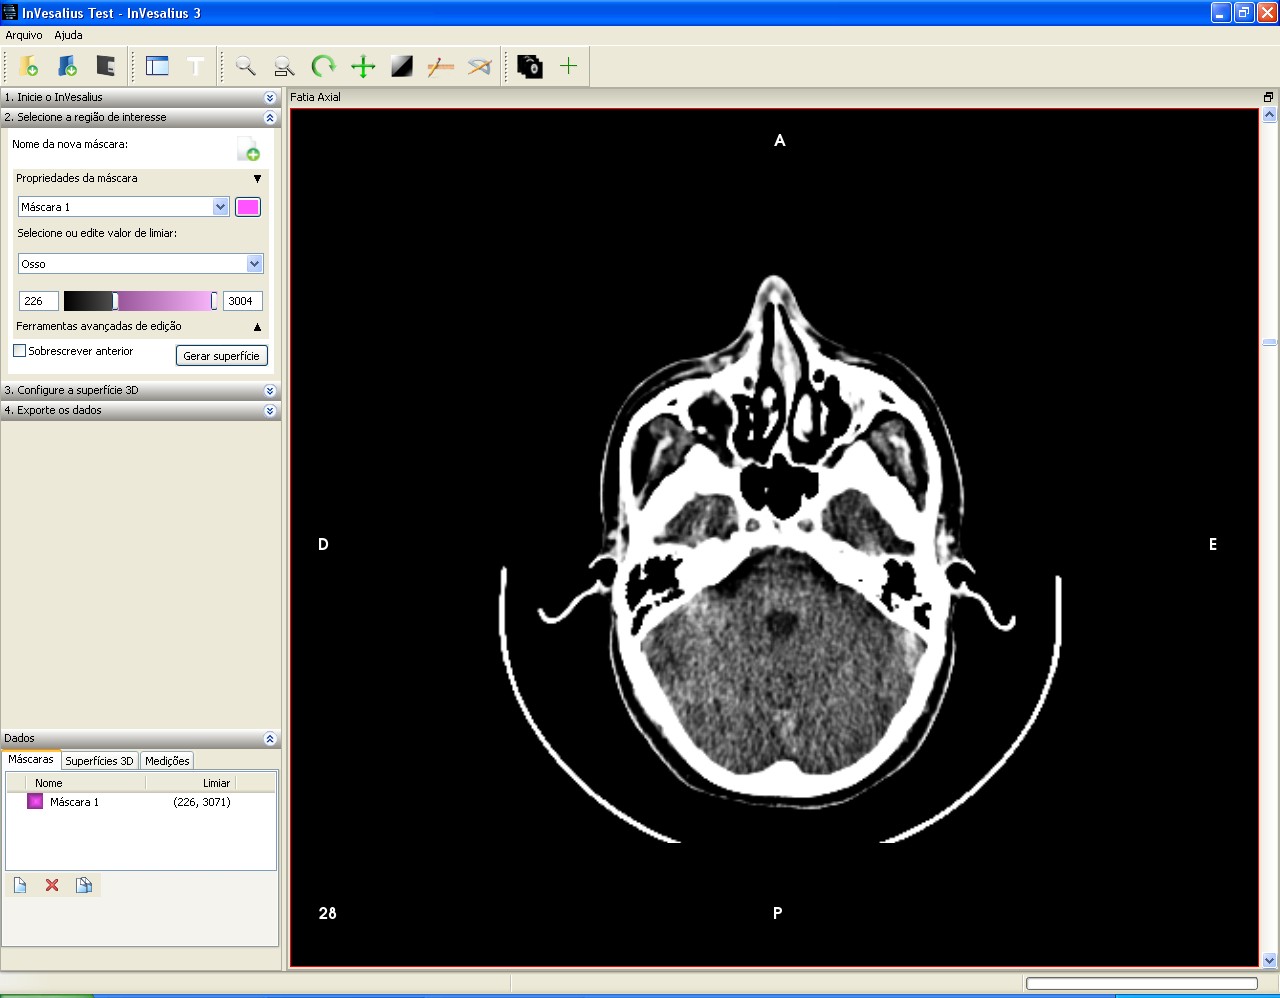 InVesalius Test - InVesalius 3
Arquivo Ajuda
1. Inicie o InVesalius
2. Selecione a região de interesse
Nome da nova máscara:
Propriedades da máscara
Máscara 1
Selecione ou edite valor de limiar:
Osso
226 3004
Ferramentas avançadas de edição
Sobrescrever anterior Gerar superfície
3. Configure a superfície 3D
4. Exporte os dados
Dados
Máscaras Superfícies 3D Medições
Nome Limiar
Máscara 1 (226, 3071)
Fatia Axial
A
D E
28 P